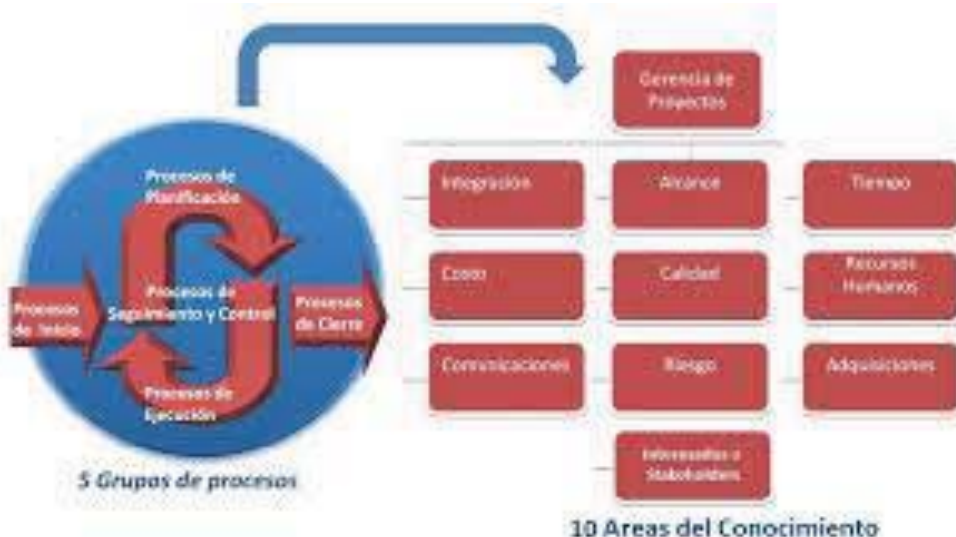 Gerencia de
Proyectos
Procesos de
Planificación
Procesos
de Inicio
Procesos de
Seguimiento y Control
Procesos
de Cierre
Procesos de
Ejecución
5 Grupos de procesos
Integración
Alcance
Tiempo
Costo
Calidad
Recursos
Humanos
Comunicaciones
Riesgo
Adquisiciones
Interesados o
Stakeholders
10 Areas del Conocimiento